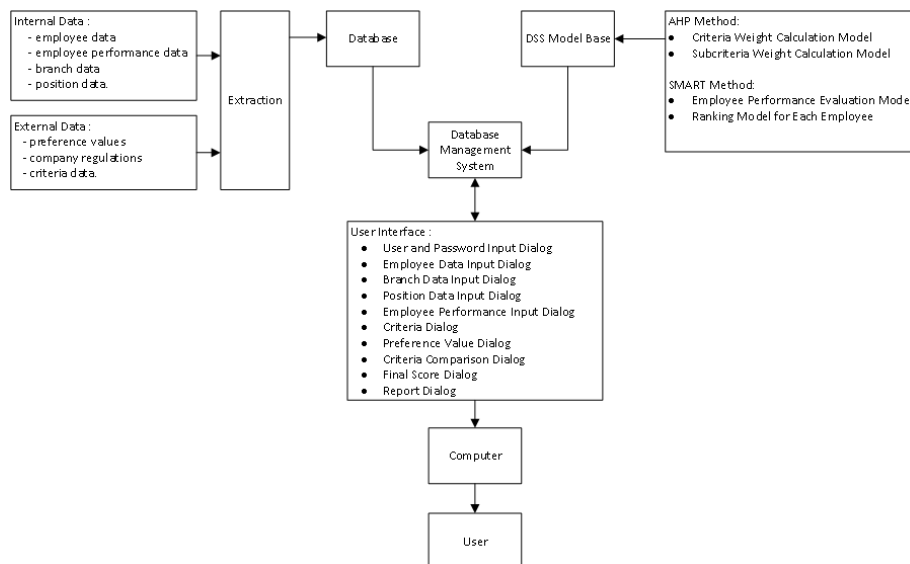 Internal Data :
- employee data
- employee performance data
- branch data
- position data.
External Data :
- preference values
- company regulations
- criteria data.
Extraction
Database
DSS Model Base
AHP Method:
● Criteria Weight Calculation Model
● Subcriteria Weight Calculation Model
SMART Method:
● Employee Performance Evaluation Model
● Ranking Model for Each Employee
Database
Management
System
User Interface :
● User and Password Input Dialog
● Employee Data Input Dialog
● Branch Data Input Dialog
● Position Data Input Dialog
● Employee Performance Input Dialog
● Criteria Dialog
● Preference Value Dialog
● Criteria Comparison Dialog
● Final Score Dialog
● Report Dialog
Computer
User